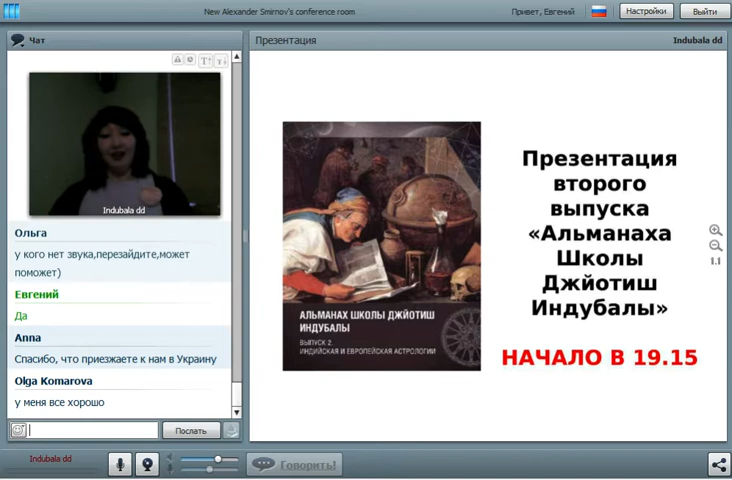 New Alexander Smirnov's conference room
Привет, Евгений
Настройки
Выйти
Чат
Indubala dd
Ольга
у кого нет звука,перезайдите,может
поможет)
Евгений
Да
Anna
Спасибо, что приезжаете к нам в Украину
Olga Komarova
у меня все хорошо
Послать
Презентация
Indubala dd
АЛЬМАНАХ ШКОЛЫ ДЖЙОТИШ
ИНДУБАЛЫ
ВЫПУСК 2.
ИНДИЙСКАЯ И ЕВРОПЕЙСКАЯ АСТРОЛОГИИ
Презентация
второго
выпуска
«Альманаха
Школы
Джйотиш
Индубалы»
НАЧАЛО В 19.15
1:1
Indubala dd
Говорить!